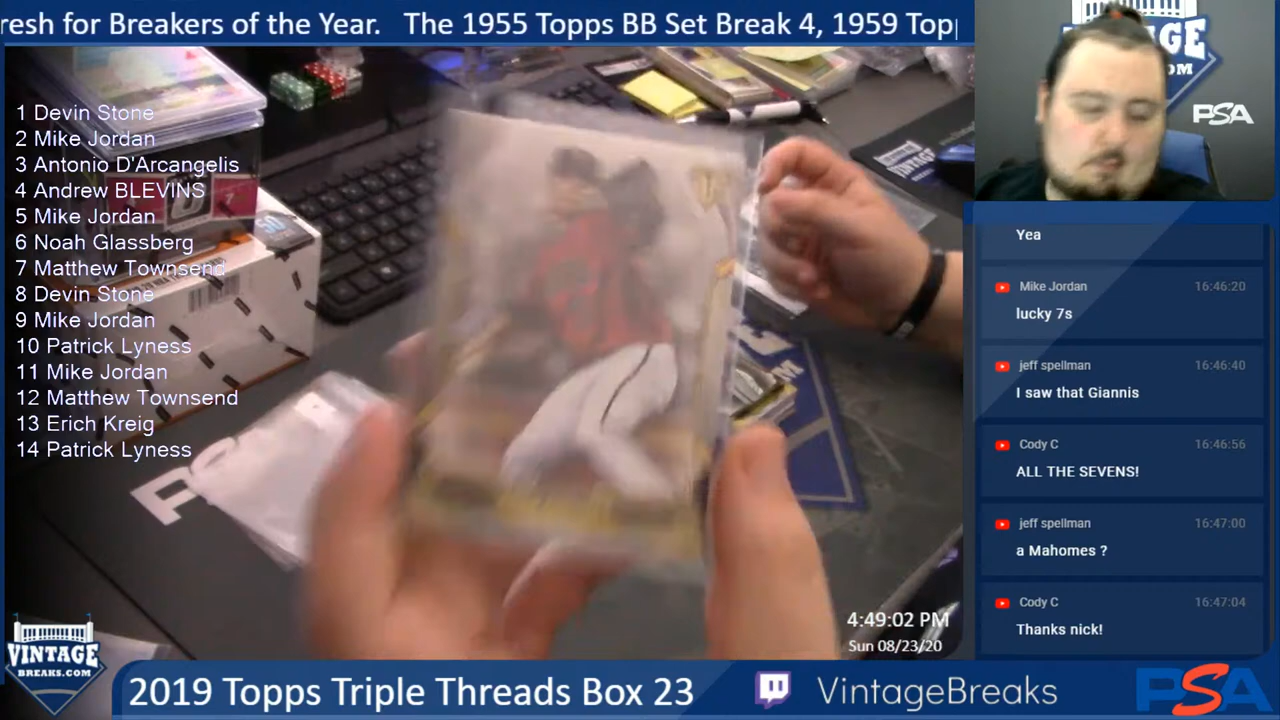 resh for Breakers of the Year. The 1955 Topps BB Set Break 4, 1959 Topp
1 Devin Stone
2 Mike Jordan
3 Antonio D'Arcangelis
4 Andrew BLEVINS
5 Mike Jordan
6 Noah Glassberg
7 Matthew Townsend
8 Devin Stone
9 Mike Jordan
10 Patrick Lyness
11 Mike Jordan
12 Matthew Townsend
13 Erich Kreig
14 Patrick Lyness
PSA
Yea
Mike Jordan 16:46:20
lucky 7s
jeff spellman 16:46:40
I saw that Giannis
Cody C 16:46:56
ALL THE SEVENS!
jeff spellman 16:47:00
a Mahomes ?
Cody C 16:47:04
Thanks nick!
4:49:02 PM
Sun 08/23/20
VINTAGE
BREAKS.COM
2019 Topps Triple Threads Box 23
VintageBreaks
PSA